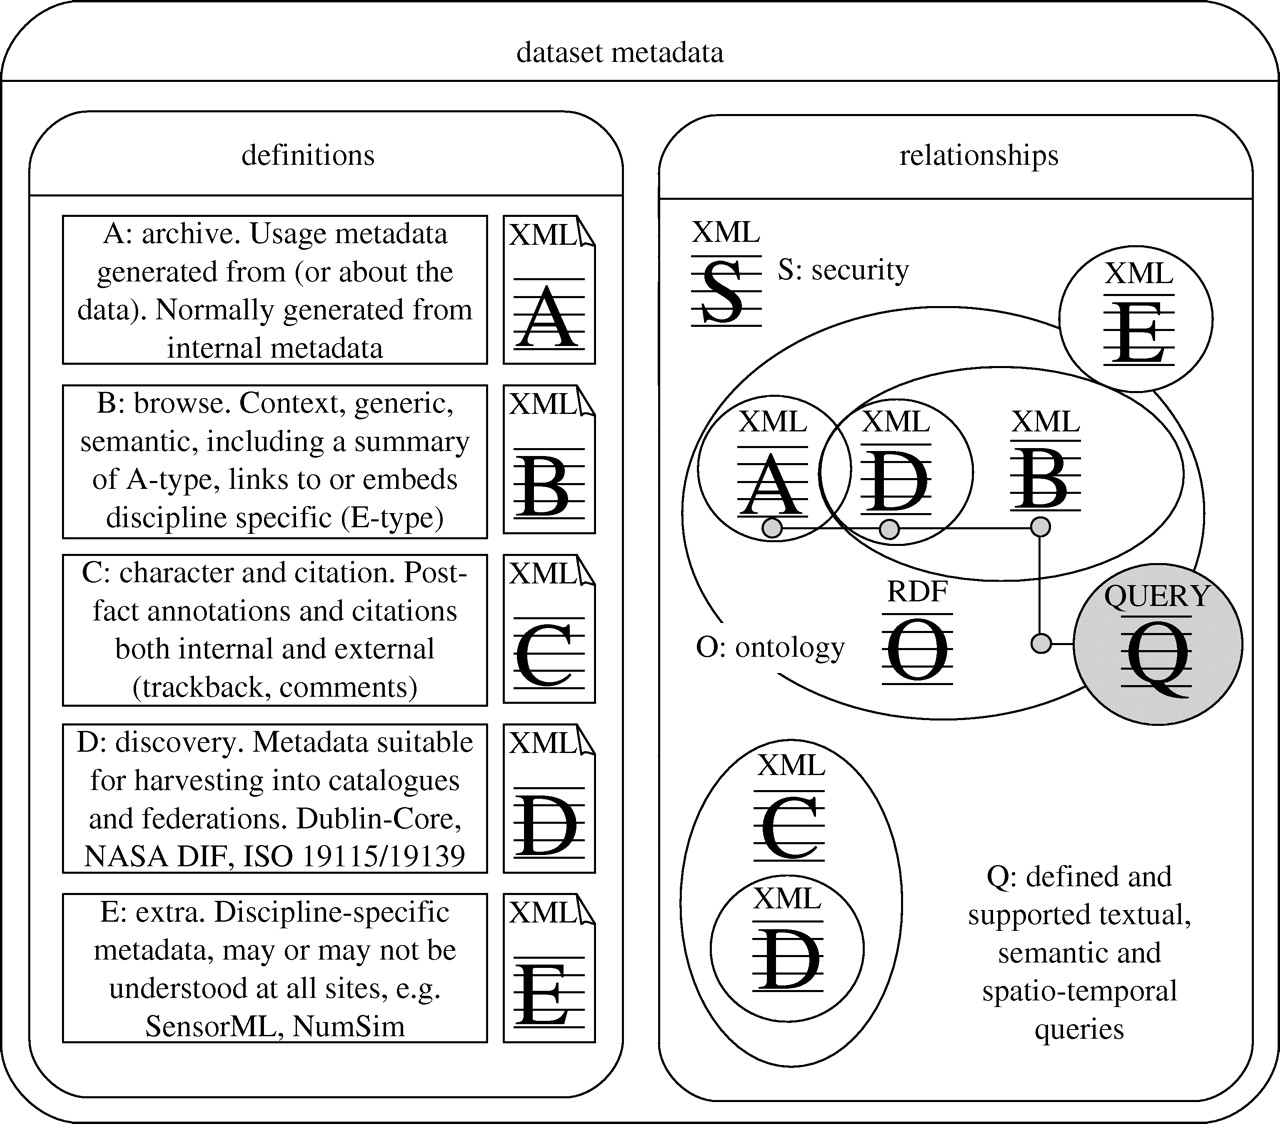 dataset metadata
definitions
A: archive. Usage metadata
generated from (or about the
data). Normally generated from
internal metadata
XML
A
B: browse. Context, generic,
semantic, including a summary
of A-type, links to or embeds
discipline specific (E-type)
XML
B
C: character and citation. Post-
fact annotations and citations
both internal and external
(trackback, comments)
XML
C
D: discovery. Metadata suitable
for harvesting into catalogues
and federations. Dublin-Core,
NASA DIF, ISO 19115/19139
XML
D
E: extra. Discipline-specific
metadata, may or may not be
understood at all sites, e.g.
SensorML, NumSim
XML
E
relationships
XML
S
S: security
XML
E
XML
A
XML
D
XML
B
RDF
O
O: ontology
QUERY
Q
XML
C
XML
D
Q: defined and
supported textual,
semantic and
spatio-temporal
queries